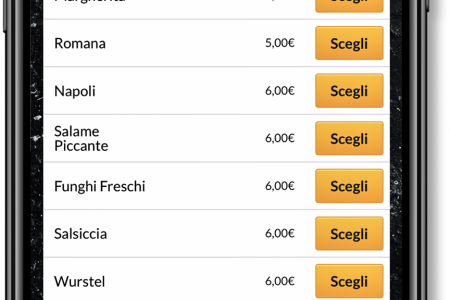 Margherita
Scegli
Romana 5,00€ Scegli
Napoli 6,00€ Scegli
Salame
Piccante 6,00€ Scegli
Funghi Freschi 6,00€ Scegli
Salsiccia 6,00€ Scegli
Wurstel 6,00€ Scegli